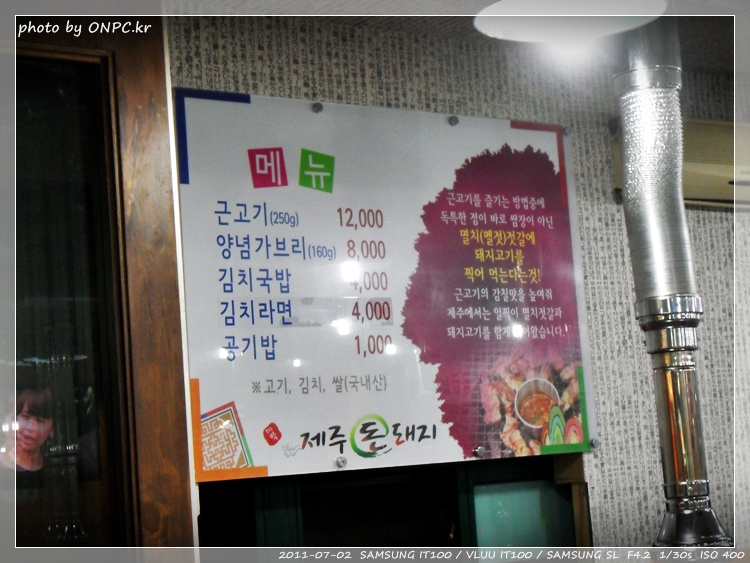 photo by ONPC.kr
메뉴
근고기(250g) 12,000
양념가브리(160g) 8,000
김치국밥 4,000
김치라면 4,000
공기밥 1,000
※고기, 김치, 쌀(국내산)
제주돈돼지
근고기를 즐기는 방법중에
독특한 점이 바로 쌈장이 아닌
멸치(멜젓)젓갈에
돼지고기를
찍어 먹는다는것!
근고기의 감칠맛을 높여줘
제주에서는 일찍이 멸치젓갈과
돼지고기를 함께
2011-07-02 SAMSUNG IT100 / VLUU IT100 / SAMSUNG SL F4.2 1/30s ISO 400